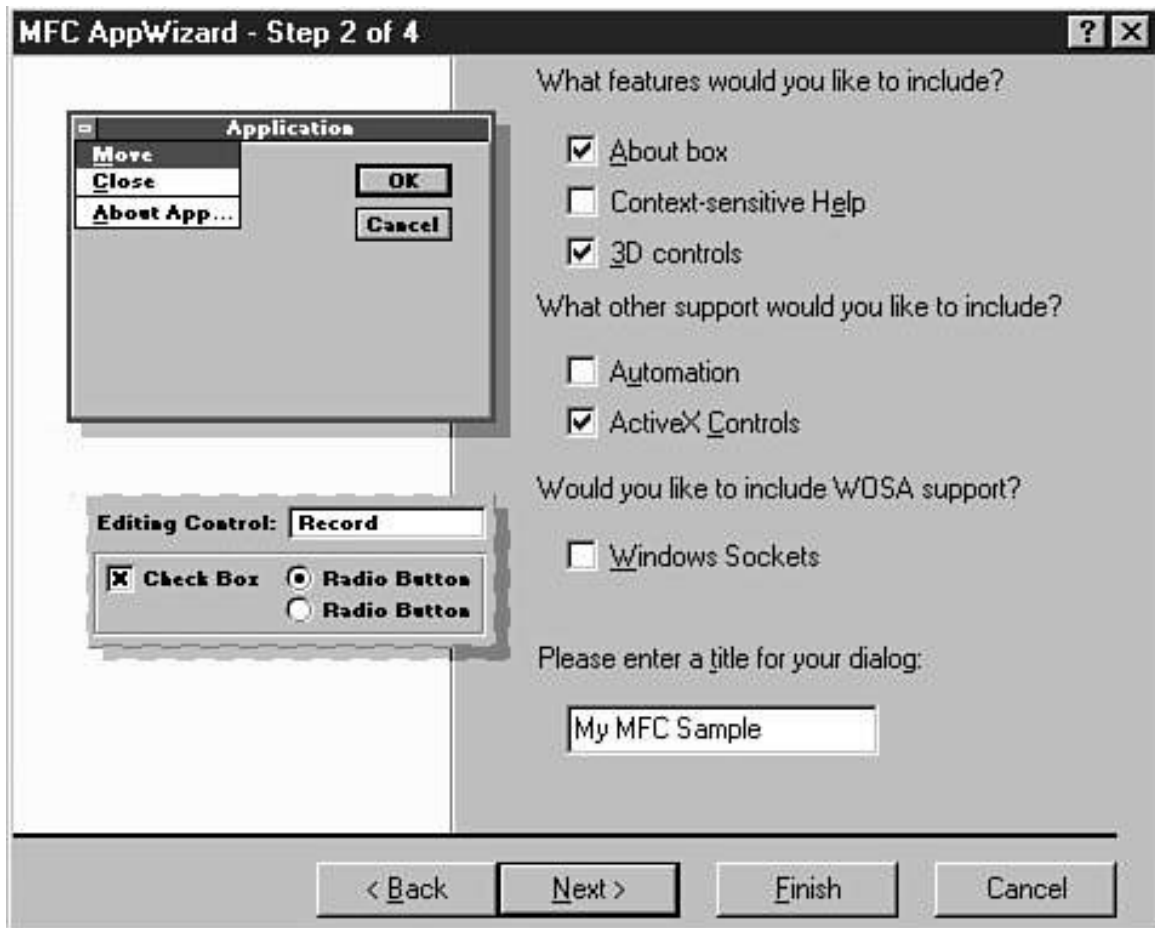 MFC AppWizard - Step 2 of 4
Application
Move
Close
About App...
OK
Cancel
Editing Control: Record
Check Box
Radio Button
Radio Button
What features would you like to include?
About box
Context-sensitive Help
3D controls
What other support would you like to include?
Automation
ActiveX Controls
Would you like to include WOSA support?
Windows Sockets
Please enter a title for your dialog:
My MFC Sample
< Back
Next >
Finish
Cancel